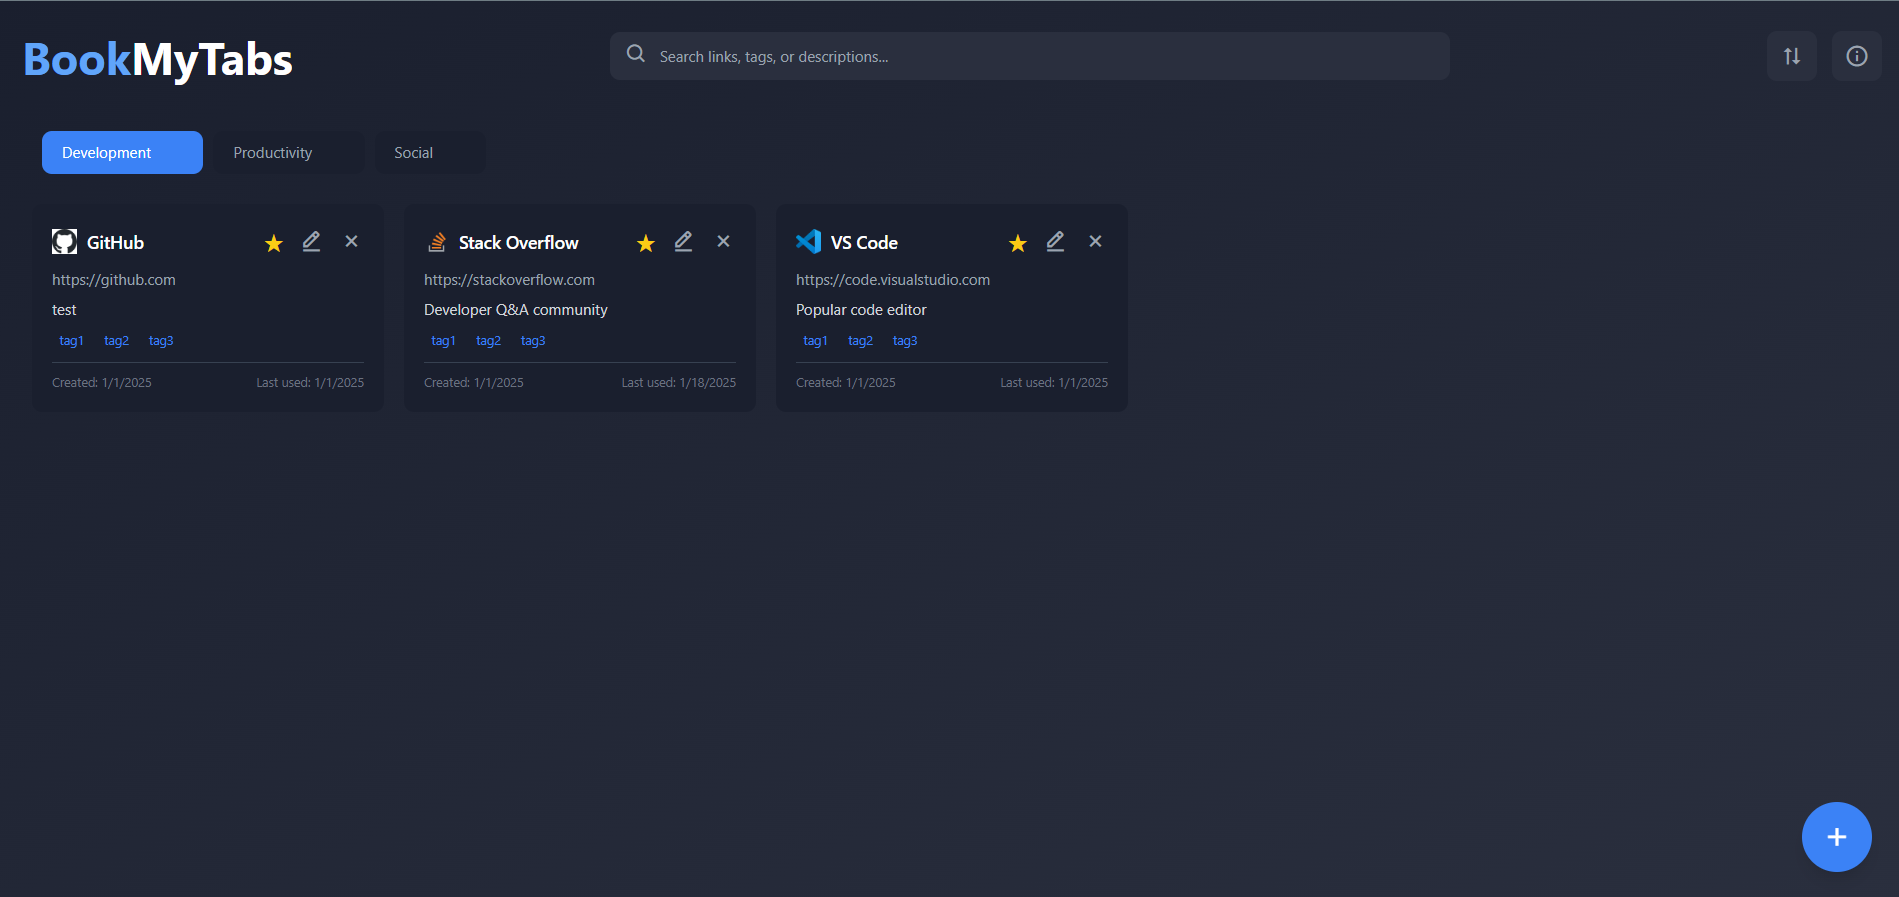 BookMyTabs
Search links, tags, or descriptions...
Development Productivity Social
GitHub
https://github.com
test
tag1 tag2 tag3
Created: 1/1/2025 Last used: 1/1/2025
Stack Overflow
https://stackoverflow.com
Developer Q&A community
tag1 tag2 tag3
Created: 1/1/2025 Last used: 1/18/2025
VS Code
https://code.visualstudio.com
Popular code editor
tag1 tag2 tag3
Created: 1/1/2025 Last used: 1/1/2025